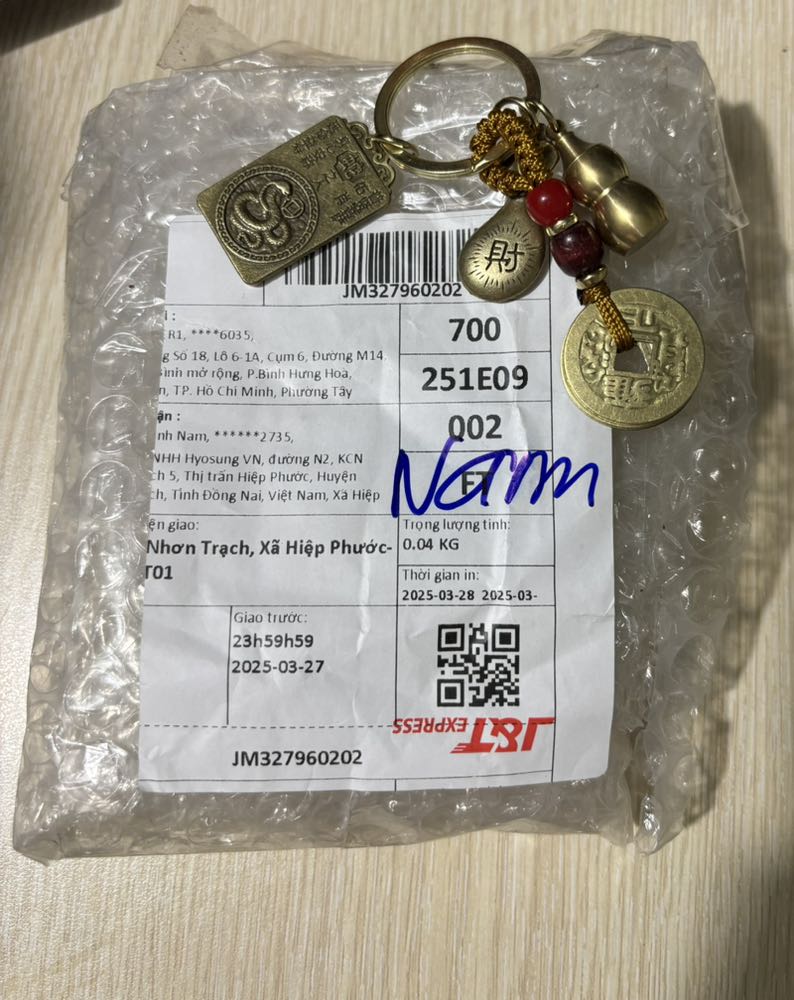 財
JM327960202
R1, ****6035,
g Số 18, Lô 6-1A, Cụm 6, Đường M14,
ình mở rộng, P.Bình Hưng Hoà,
n, TP. Hồ Chí Minh, Phường Tây
700
251E09
002
FT
Nam
ận :
nh Nam, ******2735,
NHH Hyosung VN, đường N2, KCN
ch 5, Thị trấn Hiệp Phước, Huyện
ch, Tỉnh Đồng Nai, Việt Nam, Xã Hiệp
ện giao:
Nhơn Trạch, Xã Hiệp Phước-
T01
Trọng lượng tịnh:
0.04 KG
Thời gian in:
2025-03-28 2025-03-
Giao trước:
23h59h59
2025-03-27
J&T EXPRESS
JM327960202